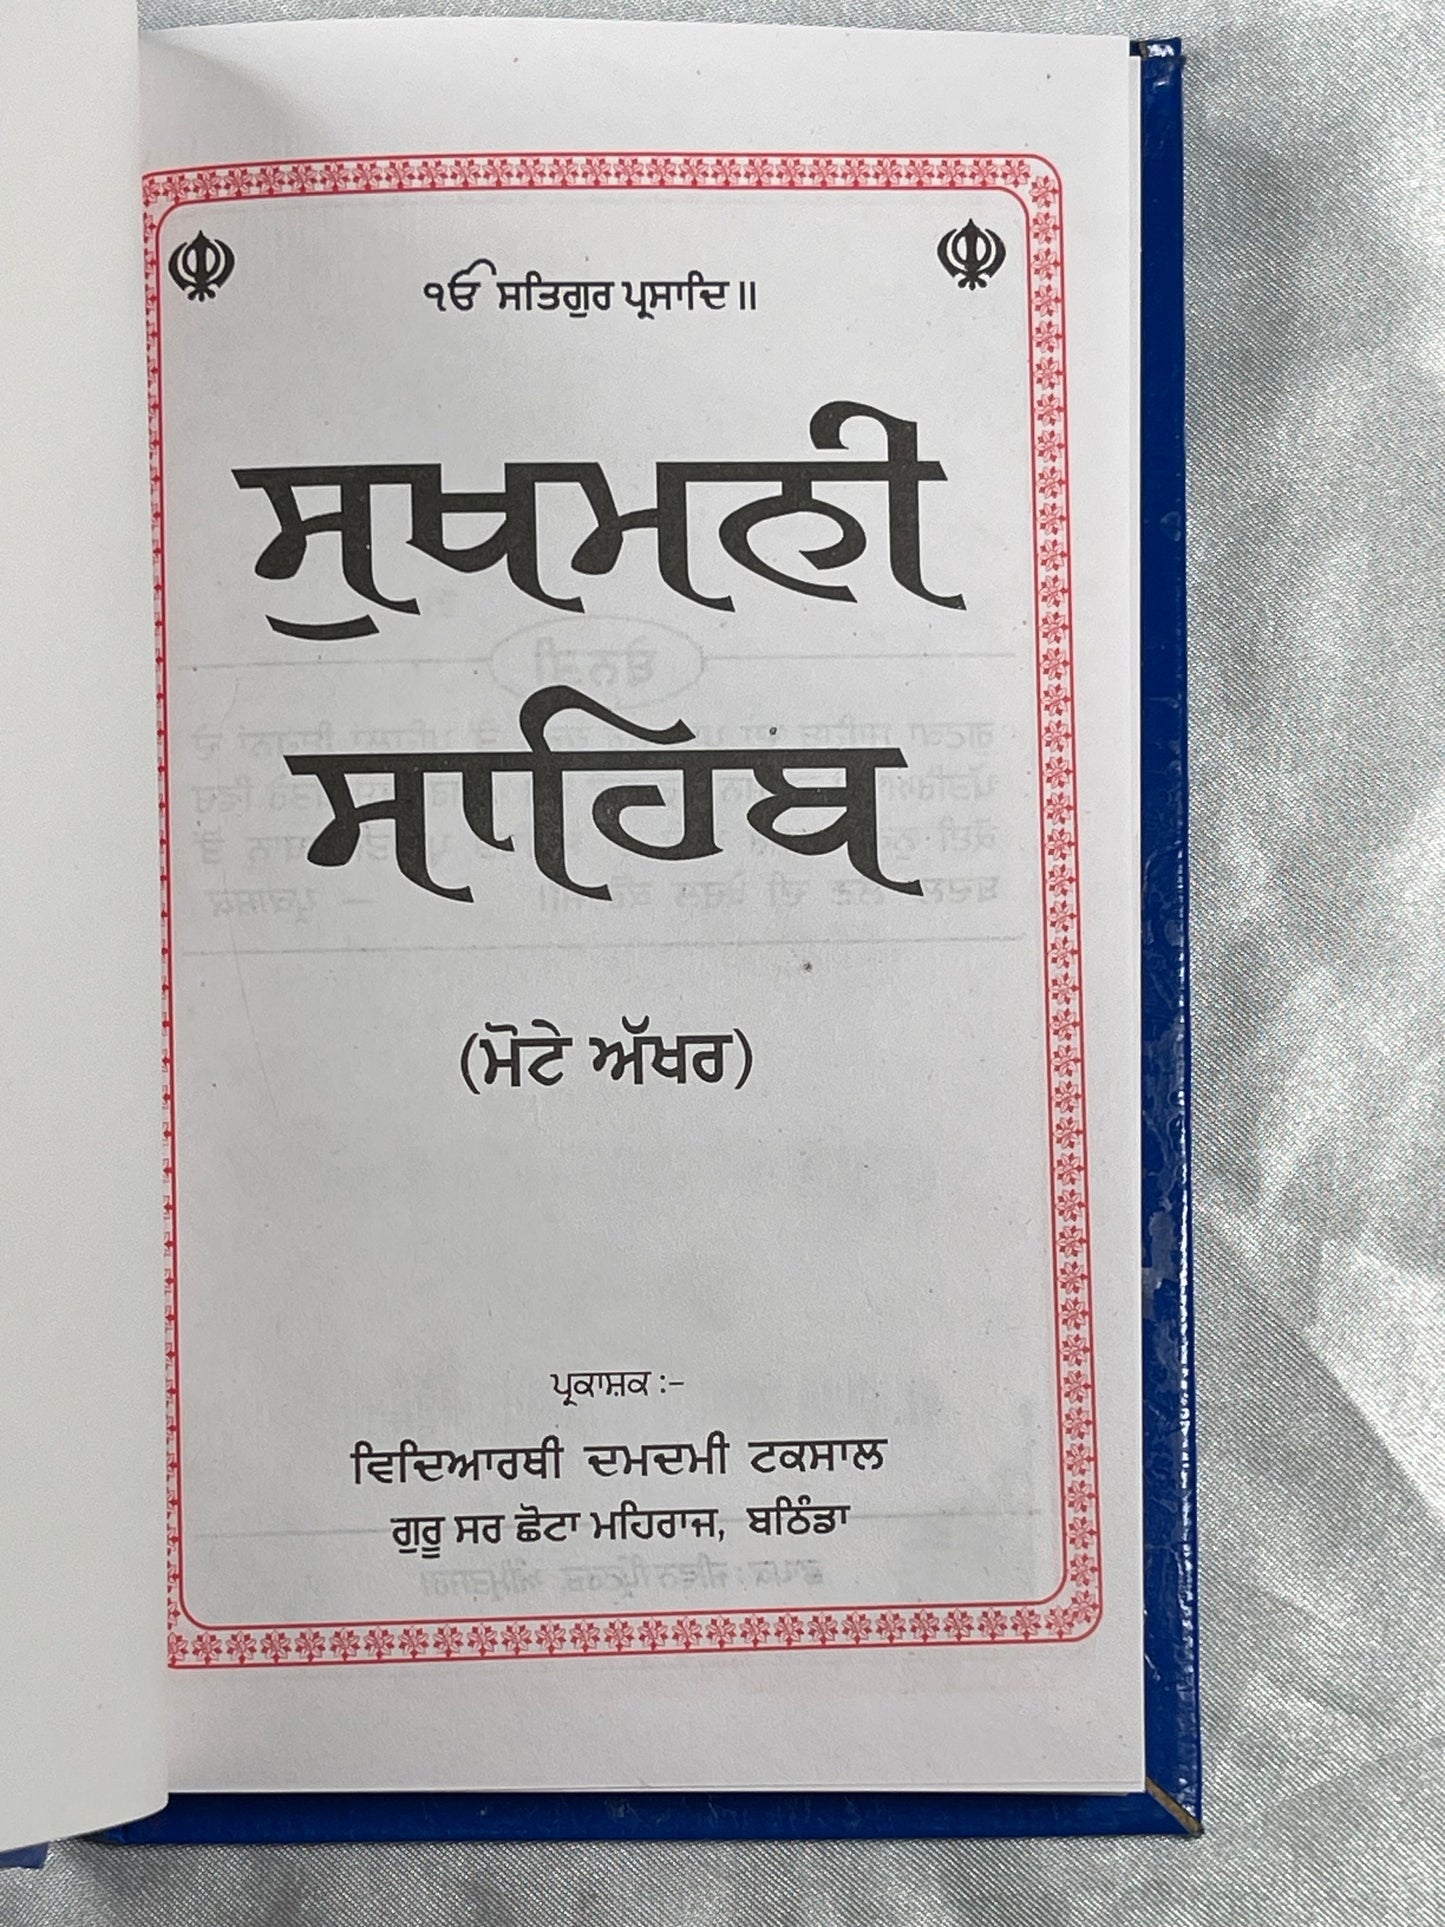 ੴ ਸਤਿਗੁਰ ਪ੍ਰਸਾਦਿ॥
ਸੁਖਮਨੀ
ਸਾਹਿਬ
(ਮੋਟੇ ਅੱਖਰ)
ਪ੍ਰਕਾਸ਼ਕ :-
ਵਿਦਿਆਰਥੀ ਦਮਦਮੀ ਟਕਸਾਲ
ਗੁਰੂ ਸਰ ਛੋਟਾ ਮਹਿਰਾਜ, ਬਠਿੰਡਾ